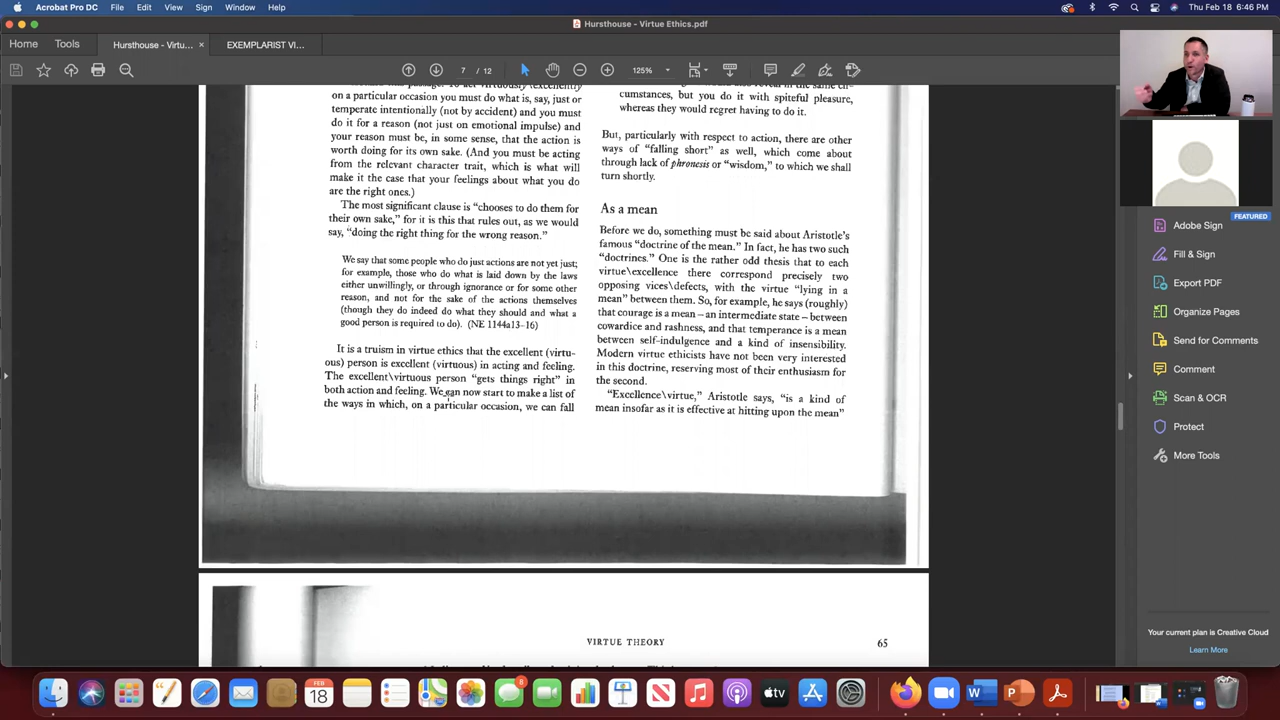 Acrobat Pro DC File Edit View Sign Window Help
Thu Feb 18 6:46 PM
Hursthouse - Virtue Ethics.pdf
Home Tools Hursthouse - Virtu... × EXEMPLARIST VI...
7 / 12 125%
on a particular occasion you must do what is, say, just or
temperate intentionally (not by accident) and you must
do it for a reason (not just on emotional impulse) and
your reason must be, in some sense, that the action is
worth doing for its own sake. (And you must be acting
from the relevant character trait, which is what will
make it the case that your feelings about what you do
are the right ones.)
The most significant clause is “chooses to do them for
their own sake,” for it is this that rules out, as we would
say, “doing the right thing for the wrong reason.”
We say that some people who do just actions are not yet just;
for example, those who do what is laid down by the laws
either unwillingly, or through ignorance or for some other
reason, and not for the sake of the actions themselves
(though they do indeed do what they should and what a
good person is required to do). (NE 1144a13-16)
It is a truism in virtue ethics that the excellent (virtu-
ous) person is excellent (virtuous) in acting and feeling.
The excellent\virtuous person “gets things right” in
both action and feeling. We can now start to make a list of
the ways in which, on a particular occasion, we can fall
cumstances, but you do it with spiteful pleasure,
whereas they would regret having to do it.
But, particularly with respect to action, there are other
ways of “falling short” as well, which come about
through lack of phronesis or “wisdom,” to which we shall
turn shortly.
As a mean
Before we do, something must be said about Aristotle’s
famous “doctrine of the mean.” In fact, he has two such
“doctrines.” One is the rather odd thesis that to each
virtue\excellence there correspond precisely two
opposing vices\defects, with the virtue “lying in a
mean” between them. So, for example, he says (roughly)
that courage is a mean – an intermediate state – between
cowardice and rashness, and that temperance is a mean
between self-indulgence and a kind of insensibility.
Modern virtue ethicists have not been very interested
in this doctrine, reserving most of their enthusiasm for
the second.
“Excellence\virtue,” Aristotle says, “is a kind of
mean insofar as it is effective at hitting upon the mean”
VIRTUE THEORY 65
FEATURED
Adobe Sign
Fill & Sign
Export PDF
Organize Pages
Send for Comments
Comment
Scan & OCR
Protect
More Tools
Your current plan is Creative Cloud
Learn More
8
FEB
18
tv